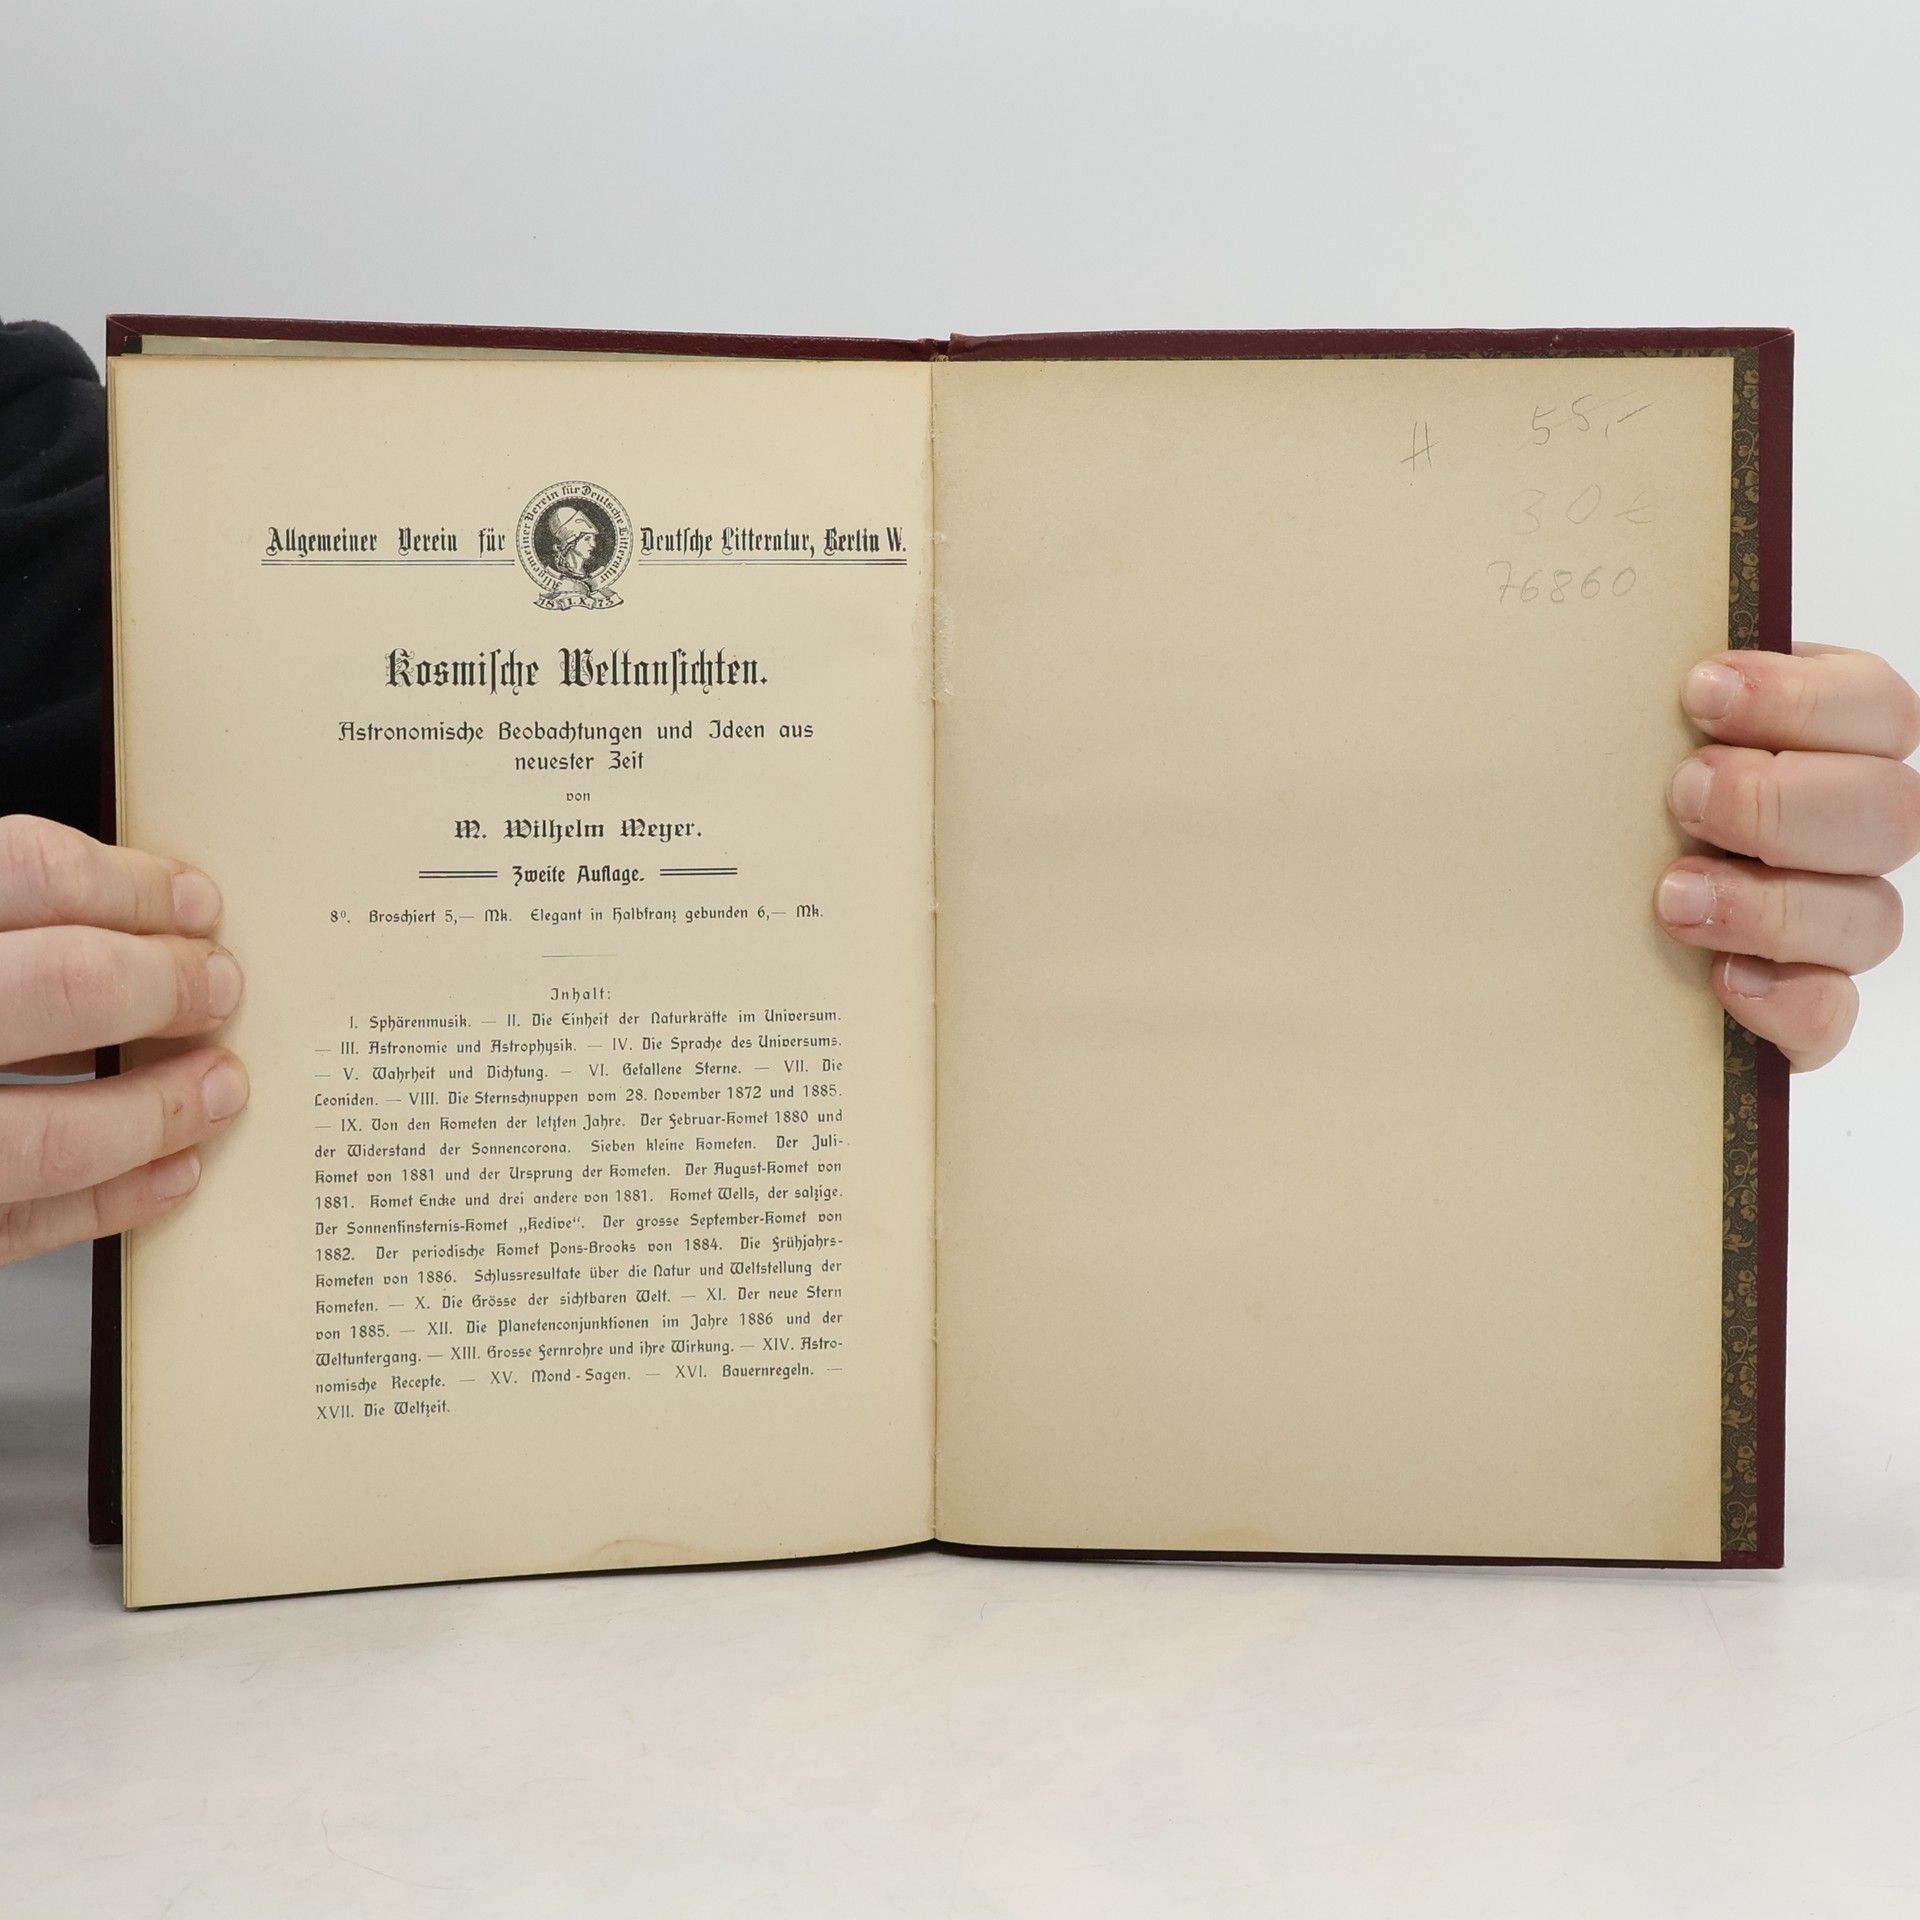 Allgemeiner Verein für Deutsche Litteratur, Berlin W.
Allgemeiner Verein für Deutsche Litteratur
18 1. X. 73
Kosmische Weltansichten.
Astronomische Beobachtungen und Ideen aus
neuester Zeit
von
M. Wilhelm Meyer.
Zweite Auflage.
8⁰. Broschiert 5,— Mk. Elegant in Halbfranz gebunden 6,— Mk.
Inhalt:
I. Sphärenmusik. — II. Die Einheit der Naturkräfte im Universum.
— III. Astronomie und Astrophysik. — IV. Die Sprache des Universums.
— V. Wahrheit und Dichtung. — VI. Gefallene Sterne. — VII. Die
Leoniden. — VIII. Die Sternschnuppen vom 28. November 1872 und 1885.
— IX. Von den Kometen der letzten Jahre. Der Februar-Komet 1880 und
der Widerstand der Sonnencorona. Sieben kleine Kometen. Der Juli-
Komet von 1881 und der Ursprung der Kometen. Der August-Komet von
1881. Komet Encke und drei andere von 1881. Komet Wells, der salzige.
Der Sonnenfinsternis-Komet „Kedive“. Der grosse September-Komet von
1882. Der periodische Komet Pons-Brooks von 1884. Die Frühjahrs-
Kometen von 1886. Schlussresultate über die Natur und Weltstellung der
Kometen. — X. Die Grösse der sichtbaren Welt. — XI. Der neue Stern
von 1885. — XII. Die Planetenconjunktionen im Jahre 1886 und der
Weltuntergang. — XIII. Grosse Fernrohre und ihre Wirkung. — XIV. Astro-
nomische Recepte. — XV. Mond-Sagen. — XVI. Bauernregeln. —
XVII. Die Weltzeit.
H 55,—
30 €
76860